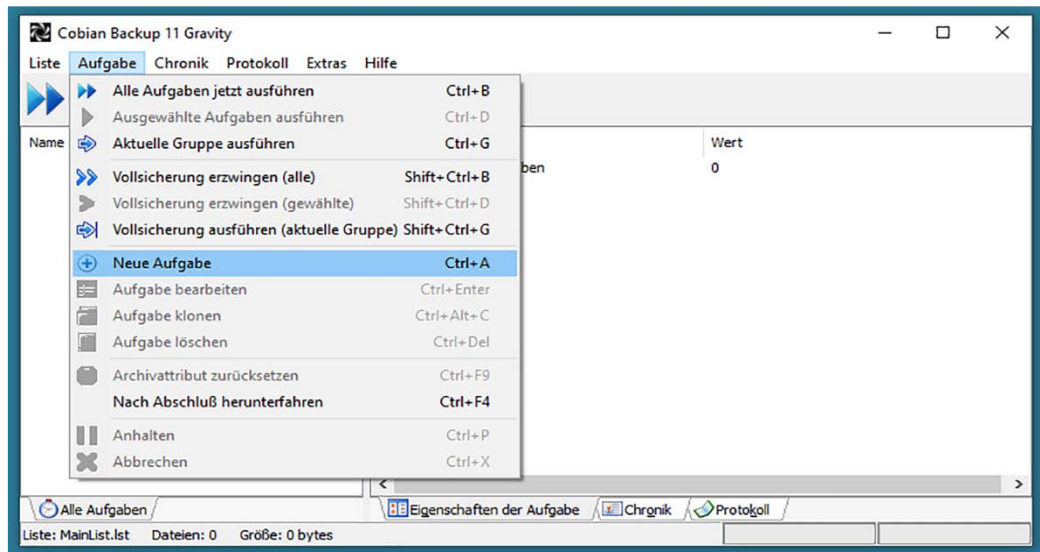 Cobian Backup 11 Gravity
Liste Aufgabe Chronik Protokoll Extras Hilfe
Alle Aufgaben jetzt ausführen Ctrl+B
Ausgewählte Aufgaben ausführen Ctrl+D
Name Aktuelle Gruppe ausführen Ctrl+G Wert
ben 0
Vollsicherung erzwingen (alle) Shift+Ctrl+B
Vollsicherung erzwingen (gewählte) Shift+Ctrl+D
Vollsicherung ausführen (aktuelle Gruppe) Shift+Ctrl+G
Neue Aufgabe Ctrl+A
Aufgabe bearbeiten Ctrl+Enter
Aufgabe klonen Ctrl+Alt+C
Aufgabe löschen Ctrl+Del
Archivattribut zurücksetzen Ctrl+F9
Nach Abschluß herunterfahren Ctrl+F4
Anhalten Ctrl+P
Abbrechen Ctrl+X
Alle Aufgaben Eigenschaften der Aufgabe Chronik Protokoll
Liste: MainList.lst Dateien: 0 Größe: 0 bytes